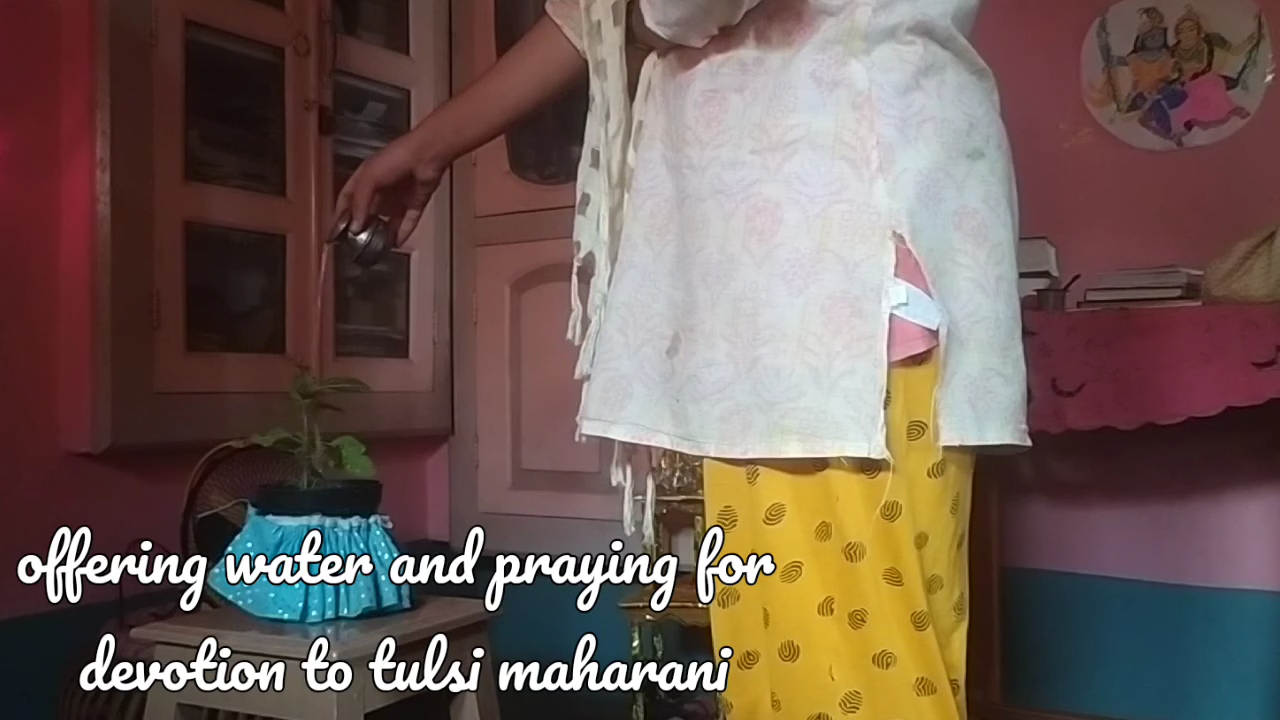 offering water and praying for
devotion to tulsi maharani